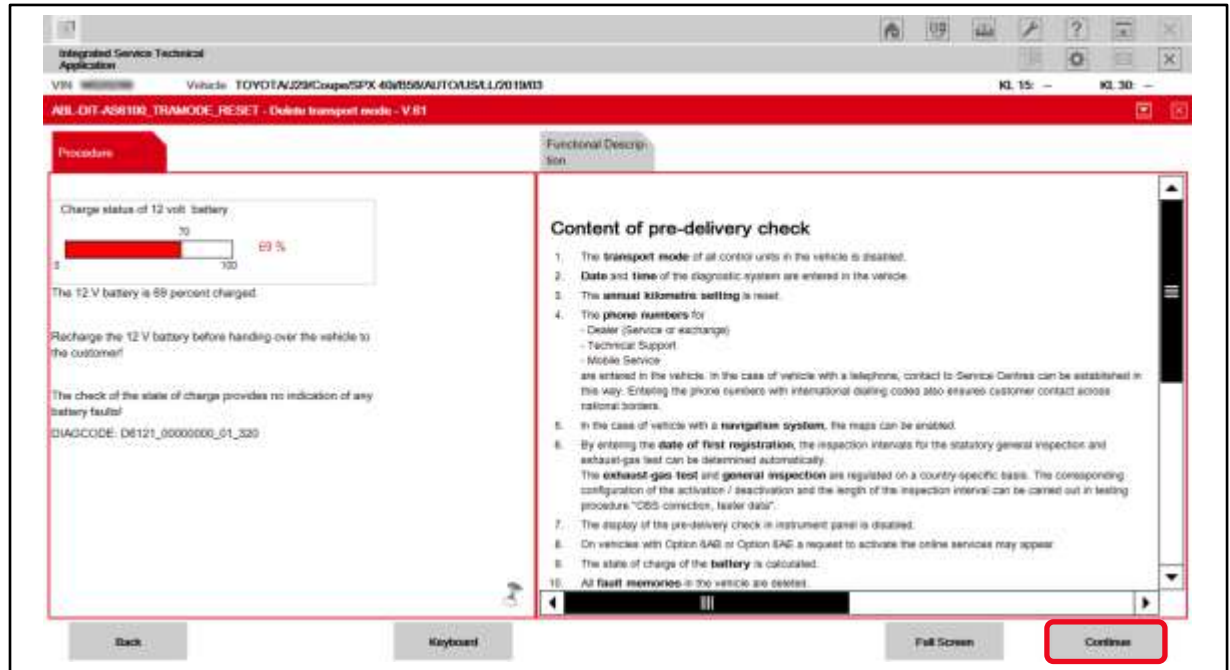 Integrated Service Technical
Application
VIN
Vehicle TOYOTA/J29/Coupe/SPX 40i/B58/AUTO/US/LL/2019/03
KL 15: –
KL 30: –
ABL-DIT-AS6100_TRAMODE_RESET - Delete transport mode - V.61
Procedure
Functional Descrip-
tion
Charge status of 12 volt battery
70
69 %
0
100
The 12 V battery is 69 percent charged.
Recharge the 12 V battery before handing over the vehicle to
the customer!
The check of the state of charge provides no indication of any
battery faults!
DIAGCODE: D6121_00000000_01_320
Content of pre-delivery check
1. The transport mode of all control units in the vehicle is disabled.
2. Date and time of the diagnostic system are entered in the vehicle.
3. The annual kilometre setting is reset.
4. The phone numbers for
- Dealer (Service or exchange)
- Technical Support
- Mobile Service
are entered in the vehicle. In the case of vehicle with a telephone, contact to Service Centres can be established in
this way. Entering the phone numbers with international dialling codes also ensures customer contact across
national borders.
5. In the case of vehicle with a navigation system, the maps can be enabled.
6. By entering the date of first registration, the inspection intervals for the statutory general inspection and
exhaust-gas test can be determined automatically.
The exhaust-gas test and general inspection are regulated on a country-specific basis. The corresponding
configuration of the activation / deactivation and the length of the inspection interval can be carried out in testing
procedure "CBS correction, tester data".
7. The display of the pre-delivery check in instrument panel is disabled.
8. On vehicles with Option 6AB or Option 6AE a request to activate the online services may appear.
9. The state of charge of the battery is calculated.
10. All fault memories in the vehicle are deleted.
Back
Keyboard
Full Screen
Continue